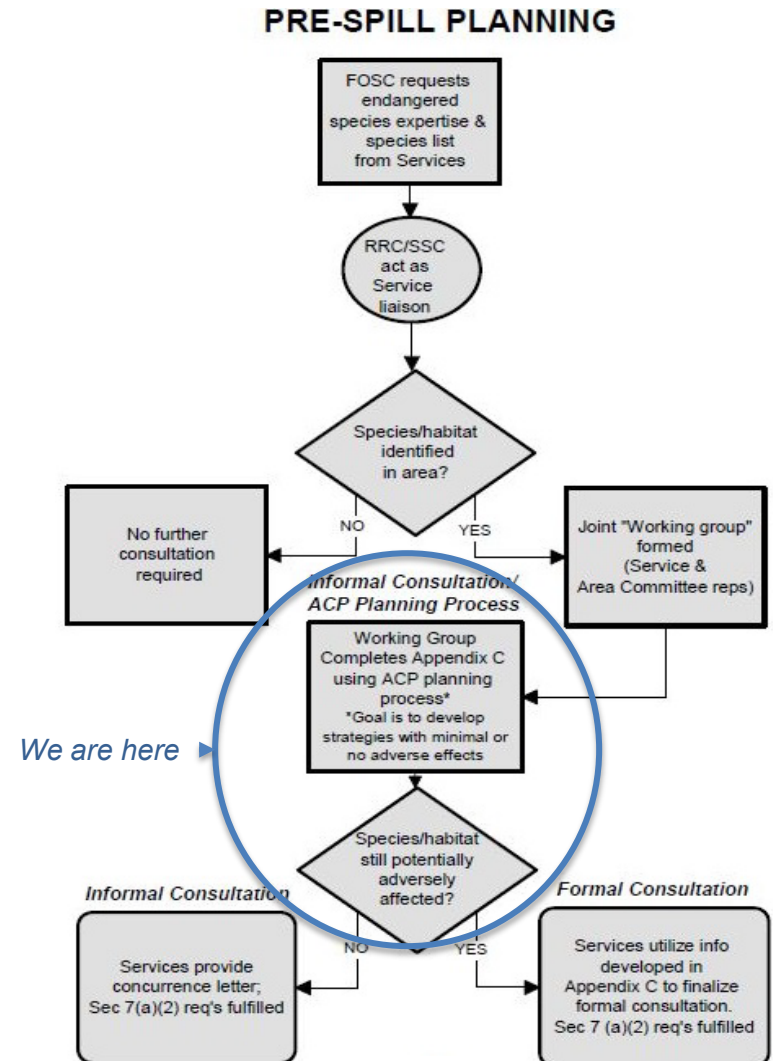 PRE-SPILL PLANNING
FOSC requests
endangered
species expertise &
species list
from Services
RRC/SSC
act as
Service
liaison
Species/habitat
identified
in area?
NO
YES
No further
consultation
required
Joint "Working group"
formed
(Service &
Area Committee reps)
Informal Consultation/
ACP Planning Process
Working Group
Completes Appendix C
using ACP planning
process*
*Goal is to develop
strategies with minimal or
no adverse effects
We are here
Species/habitat
still potentially
adversely
affected?
NO
YES
Informal Consultation
Services provide
concurrence letter;
Sec 7(a)(2) req's fulfilled
Formal Consultation
Services utilize info
developed in
Appendix C to finalize
formal consultation.
Sec 7 (a)(2) req's fulfilled